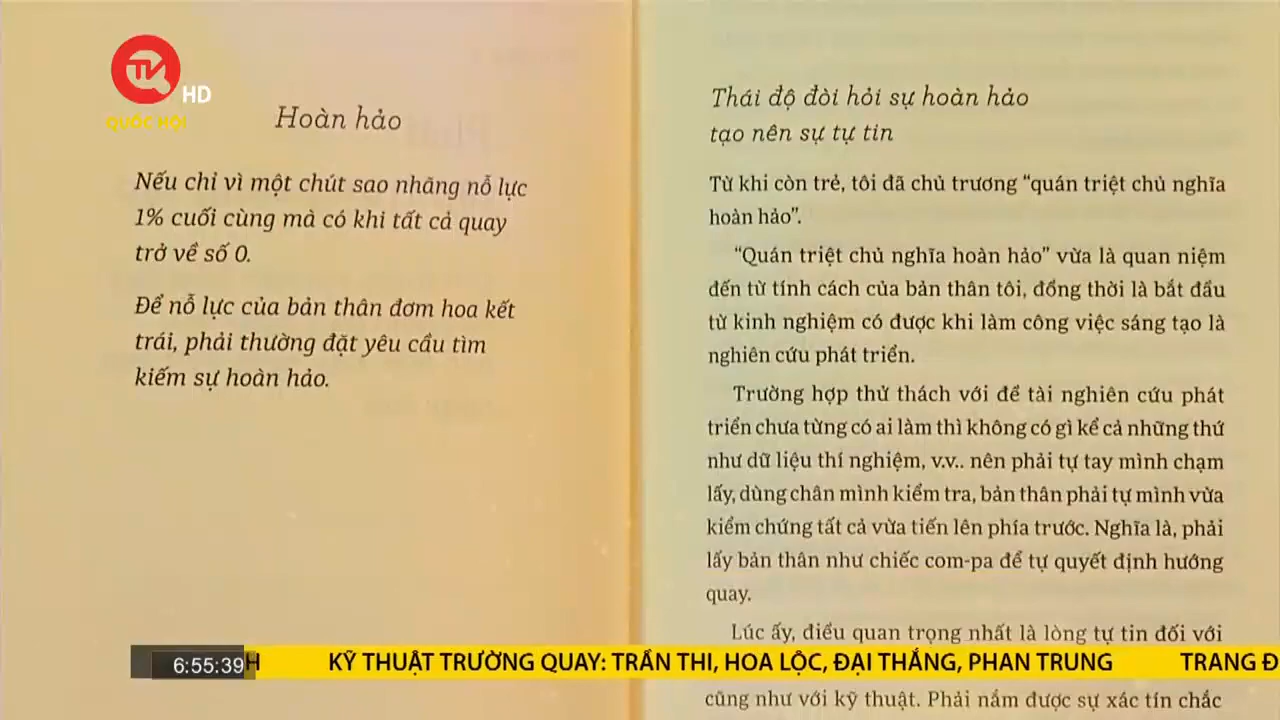 TV
HD
QUỐC HỘI
Hoàn hảo
Nếu chỉ vì một chút sao nhãng nỗ lực
1% cuối cùng mà có khi tất cả quay
trở về số 0.
Để nỗ lực của bản thân đơm hoa kết
trái, phải thường đặt yêu cầu tìm
kiếm sự hoàn hảo.
Thái độ đòi hỏi sự hoàn hảo
tạo nên sự tự tin
Từ khi còn trẻ, tôi đã chủ trương “quán triệt chủ nghĩa
hoàn hảo”.
“Quán triệt chủ nghĩa hoàn hảo” vừa là quan niệm
đến từ tính cách của bản thân tôi, đồng thời là bắt đầu
từ kinh nghiệm có được khi làm công việc sáng tạo là
nghiên cứu phát triển.
Trường hợp thử thách với đề tài nghiên cứu phát
triển chưa từng có ai làm thì không có gì kể cả những thứ
như dữ liệu thí nghiệm, v.v.. nên phải tự tay mình chạm
lấy, dùng chân mình kiểm tra, bản thân phải tự mình vừa
kiểm chứng tất cả vừa tiến lên phía trước. Nghĩa là, phải
lấy bản thân như chiếc com-pa để tự quyết định hướng
quay.
Lúc ấy, điều quan trọng nhất là lòng tự tin đối với
cũng như với kỹ thuật. Phải nắm được sự xác tín chắc
6:55:39
KỸ THUẬT TRƯỜNG QUAY: TRẦN THI, HOA LỘC, ĐẠI THẮNG, PHAN TRUNG
TRANG Đ